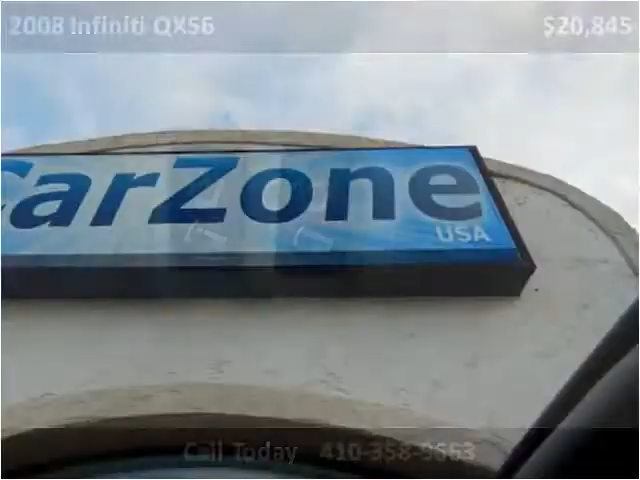 2008 Infiniti QX56
$20,845
CarZone
USA
Call Today 410-358-9663